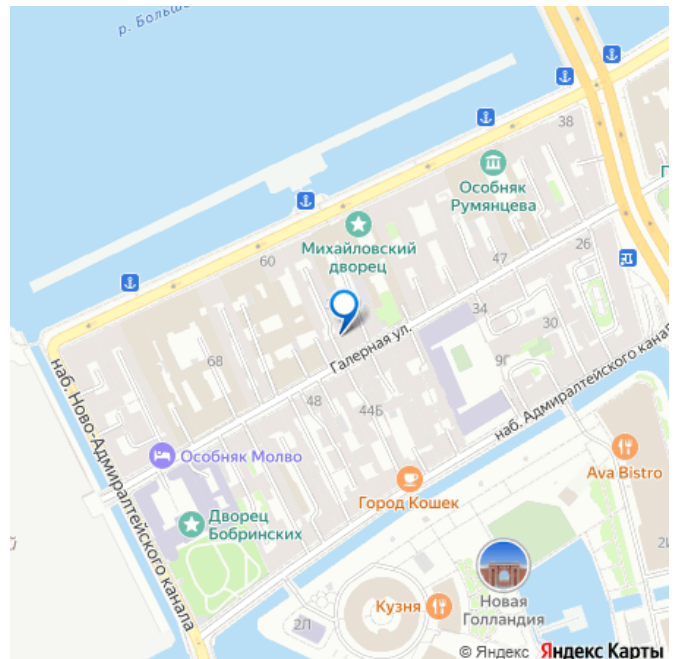 р. Больш
38
Особняк
Румянцева
Михайловский
дворец
60
47
26
Галерная ул.
34
30
9Г
68
48
44Б
наб. Адмиралтейского канал
наб. Ново-Адмиралтейского канала
Особняк Молво
Ava Bistro
Город Кошек
Дворец
Бобринских
й
2И
Кузня
Новая
Голландия
2Л
© Яндекс Яндекс Карты